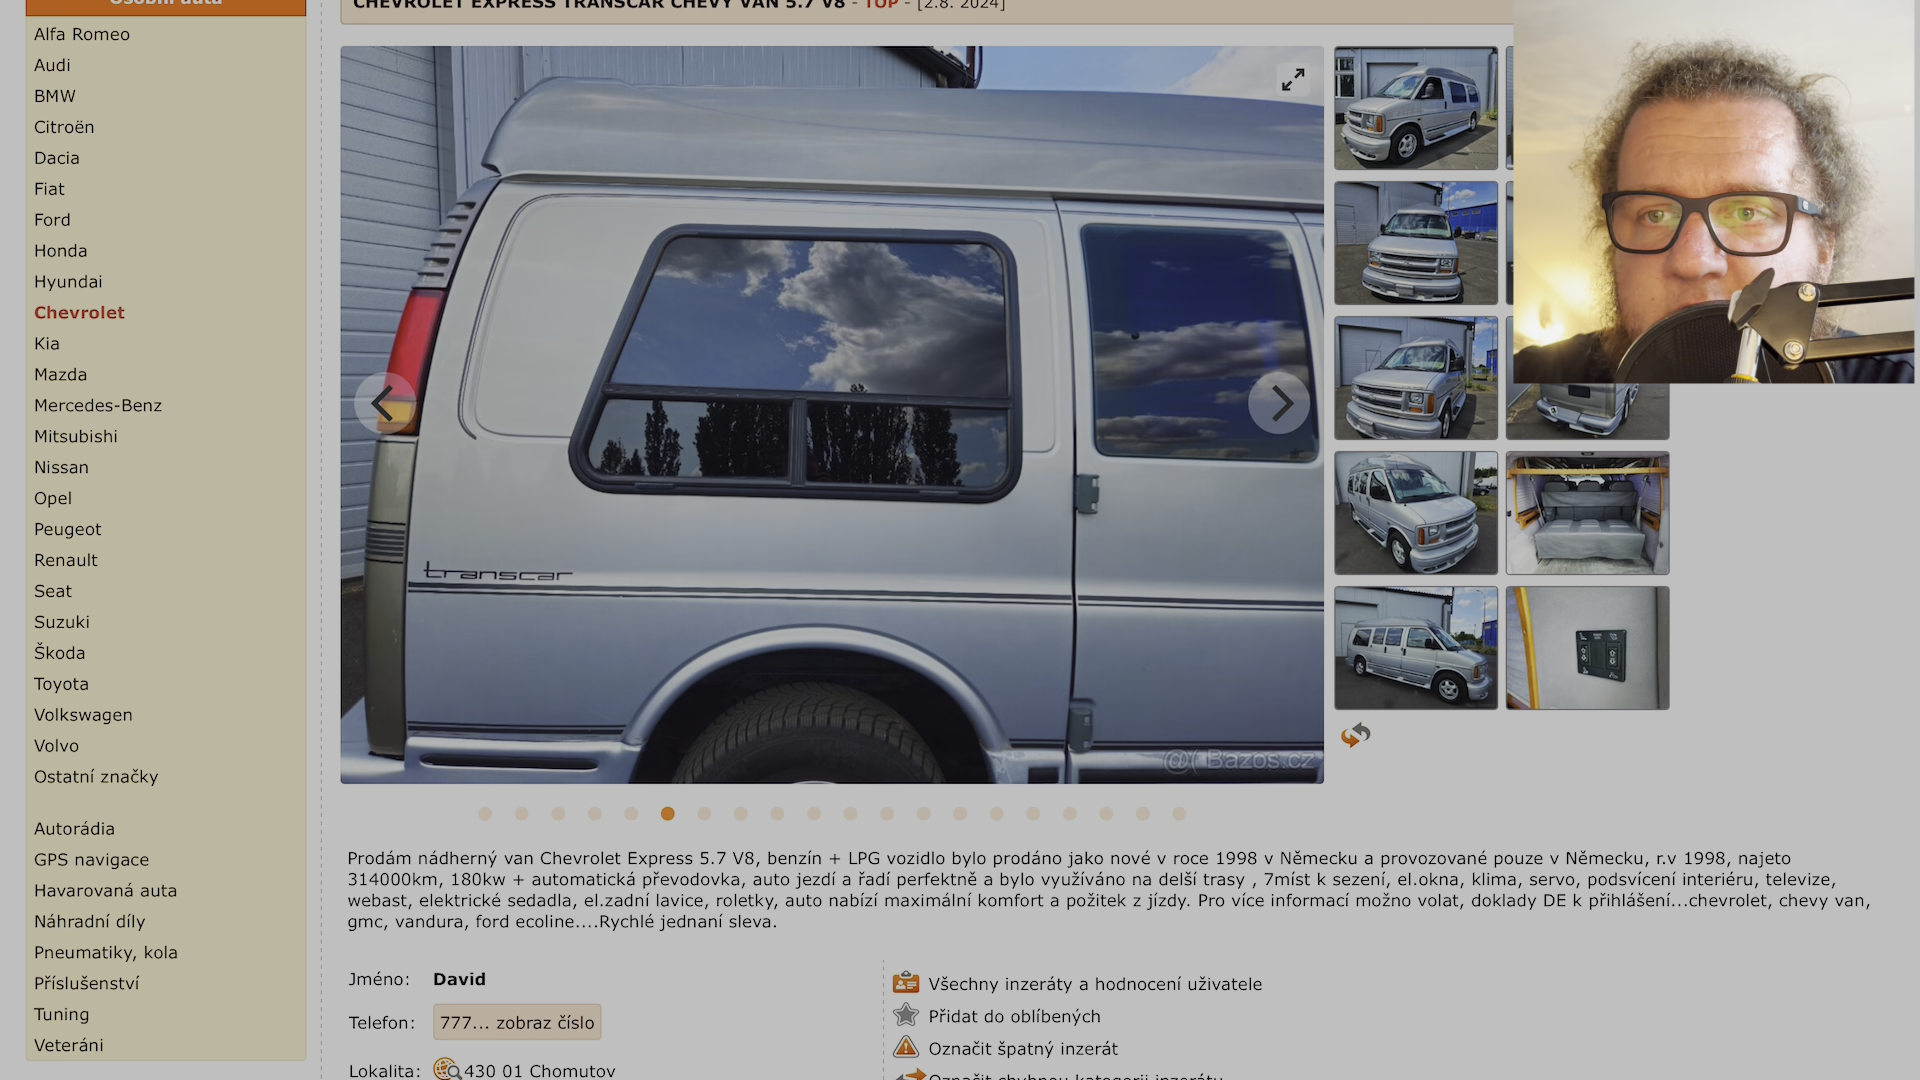 Osobní auta
Alfa Romeo
Audi
BMW
Citroën
Dacia
Fiat
Ford
Honda
Hyundai
Chevrolet
Kia
Mazda
Mercedes-Benz
Mitsubishi
Nissan
Opel
Peugeot
Renault
Seat
Suzuki
Škoda
Toyota
Volkswagen
Volvo
Ostatní značky
Autorádia
GPS navigace
Havarovaná auta
Náhradní díly
Pneumatiky, kola
Příslušenství
Tuning
Veteráni
CHEVROLET EXPRESS TRANSCAR CHEVY VAN 5.7 V8 - TOP - [2.8. 2024]
transcar
@( Bazos.cz
Prodám nádherný van Chevrolet Express 5.7 V8, benzín + LPG vozidlo bylo prodáno jako nové v roce 1998 v Německu a provozované pouze v Německu, r.v 1998, najeto
314000km, 180kw + automatická převodovka, auto jezdí a řadí perfektně a bylo využíváno na delší trasy , 7míst k sezení, el.okna, klima, servo, podsvícení interiéru, televize,
webast, elektrické sedadla, el.zadní lavice, roletky, auto nabízí maximální komfort a požitek z jízdy. Pro více informací možno volat, doklady DE k přihlášení...chevrolet, chevy van,
gmc, vandura, ford ecoline....Rychlé jednaní sleva.
Jméno: David
Telefon: 777... zobraz číslo
Lokalita: 430 01 Chomutov
Všechny inzeráty a hodnocení uživatele
Přidat do oblíbených
Označit špatný inzerát
Označit chybnou kategorii inzerátu